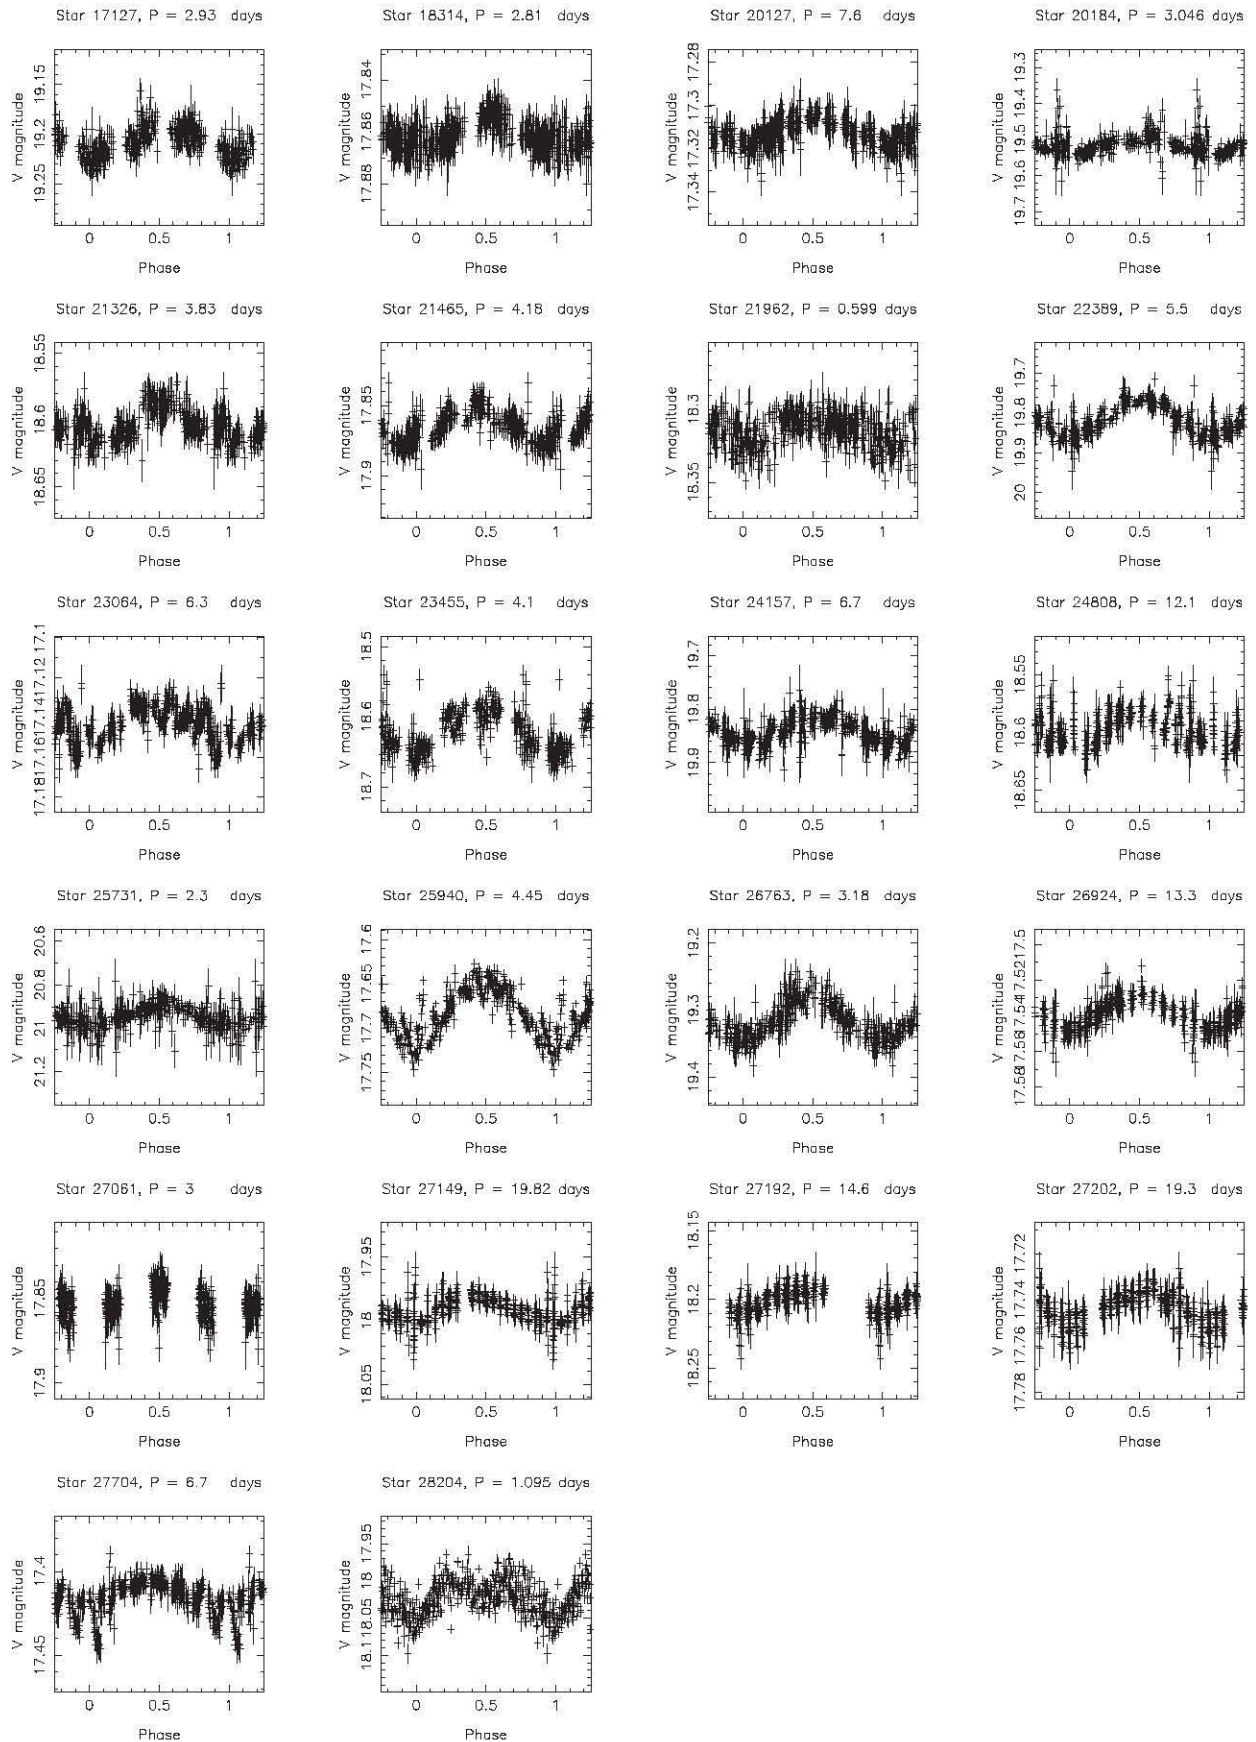 Star 17127, P = 2.93 days
V magnitude
19.15
19.2
19.25
0 0.5 1
Phase
Star 18314, P = 2.81 days
V magnitude
17.84
17.86
17.88
0 0.5 1
Phase
Star 20127, P = 7.6 days
V magnitude
17.28
17.3
17.32
17.34
0 0.5 1
Phase
Star 20184, P = 3.046 days
V magnitude
19.3
19.4
19.5
19.6
19.7
0 0.5 1
Phase
Star 21326, P = 3.83 days
V magnitude
18.55
18.6
18.65
0 0.5 1
Phase
Star 21465, P = 4.18 days
V magnitude
17.85
17.9
0 0.5 1
Phase
Star 21962, P = 0.599 days
V magnitude
18.3
18.35
0 0.5 1
Phase
Star 22389, P = 5.5 days
V magnitude
19.7
19.8
19.9
20
0 0.5 1
Phase
Star 23064, P = 6.3 days
V magnitude
17.1
17.12
17.14
17.16
17.18
0 0.5 1
Phase
Star 23455, P = 4.1 days
V magnitude
18.5
18.6
18.7
0 0.5 1
Phase
Star 24157, P = 6.7 days
V magnitude
19.7
19.8
19.9
0 0.5 1
Phase
Star 24808, P = 12.1 days
V magnitude
18.55
18.6
18.65
0 0.5 1
Phase
Star 25731, P = 2.3 days
V magnitude
20.6
20.8
21
21.2
0 0.5 1
Phase
Star 25940, P = 4.45 days
V magnitude
17.6
17.65
17.7
17.75
0 0.5 1
Phase
Star 26763, P = 3.18 days
V magnitude
19.2
19.3
19.4
0 0.5 1
Phase
Star 26924, P = 13.3 days
V magnitude
17.5
17.52
17.54
17.56
17.58
0 0.5 1
Phase
Star 27061, P = 3 days
V magnitude
17.85
17.9
0 0.5 1
Phase
Star 27149, P = 19.82 days
V magnitude
17.95
18
18.05
0 0.5 1
Phase
Star 27192, P = 14.6 days
V magnitude
18.15
18.2
18.25
0 0.5 1
Phase
Star 27202, P = 19.3 days
V magnitude
17.72
17.74
17.76
17.78
0 0.5 1
Phase
Star 27704, P = 6.7 days
V magnitude
17.4
17.45
0 0.5 1
Phase
Star 28204, P = 1.095 days
V magnitude
17.95
18
18.05
18.1
0 0.5 1
Phase